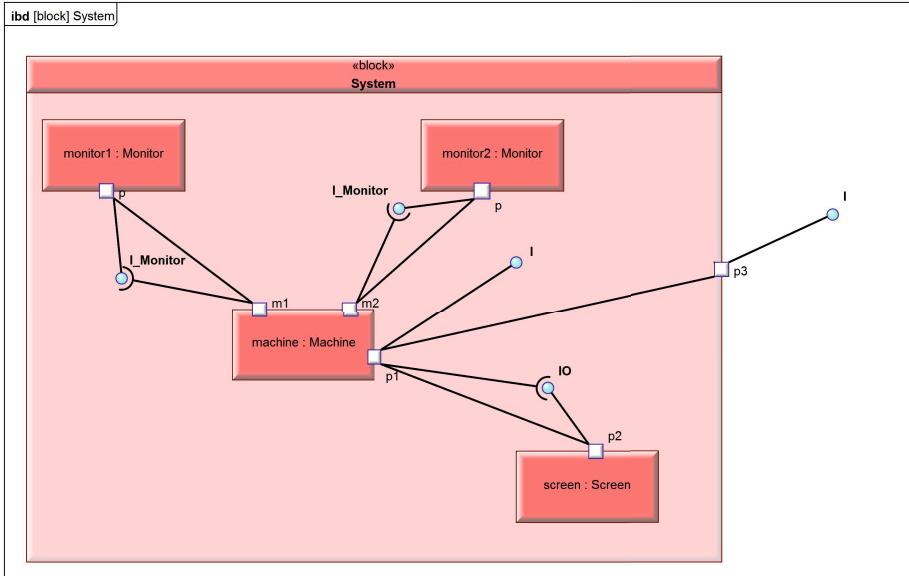 ibd [block] System
«block»
System
monitor1 : Monitor
monitor2 : Monitor
p
I_Monitor
p
I
I_Monitor
I
p3
m1
m2
machine : Machine
p1
IO
p2
screen : Screen